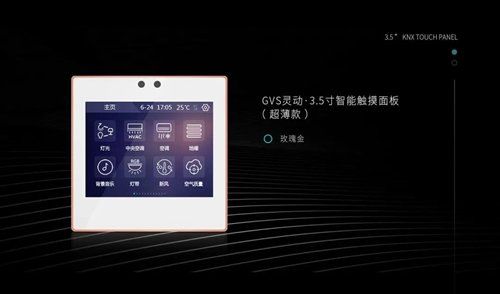 3.5” KNX TOUCH PANEL
主页 6-24 17:05 25℃
HVAC
灯光 中央空调 空调 地暖
RGB
背景音乐 灯带 新风 空气质量
GVS灵动·3.5寸智能触摸面板
( 超薄款 )
玫瑰金